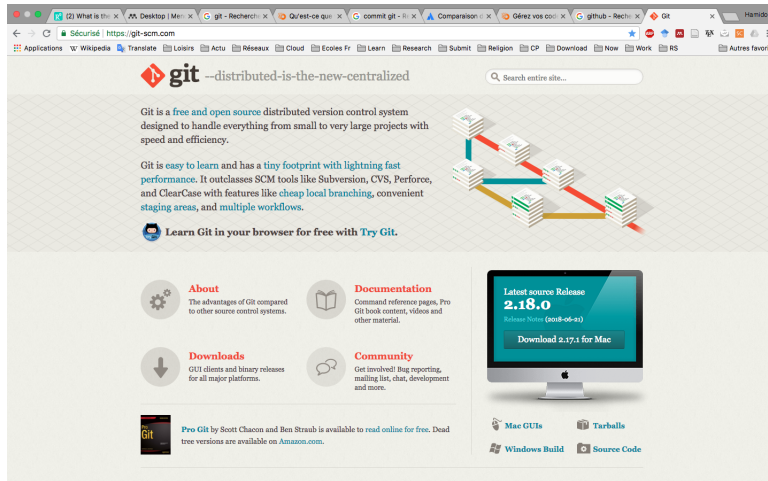 (2) What is the
Desktop | Men
git - Recherch
Qu'est-ce que
commit git - R
Comparaison d
Gérez vos cod
github - Reche
Git
Hamido
Sécurisé | https://git-scm.com
Applications Wikipedia Translate Loisirs Actu Réseaux Cloud Ecoles Fr Learn Research Submit Religion CP Download Now Work RS Autres favori
git --distributed-is-the-new-centralized
Search entire site...
Git is a free and open source distributed version control system
designed to handle everything from small to very large projects with
speed and efficiency.
Git is easy to learn and has a tiny footprint with lightning fast
performance. It outclasses SCM tools like Subversion, CVS, Perforce,
and ClearCase with features like cheap local branching, convenient
staging areas, and multiple workflows.
Learn Git in your browser for free with Try Git.
About
The advantages of Git compared
to other source control systems.
Documentation
Command reference pages, Pro
Git book content, videos and
other material.
Downloads
GUI clients and binary releases
for all major platforms.
Community
Get involved! Bug reporting,
mailing list, chat, development
and more.
Pro
Git
Pro Git by Scott Chacon and Ben Straub is available to read online for free. Dead
tree versions are available on Amazon.com.
Latest source Release
2.18.0
Release Notes (2018-06-21)
Download 2.17.1 for Mac
Mac GUIs
Tarballs
Windows Build
Source Code